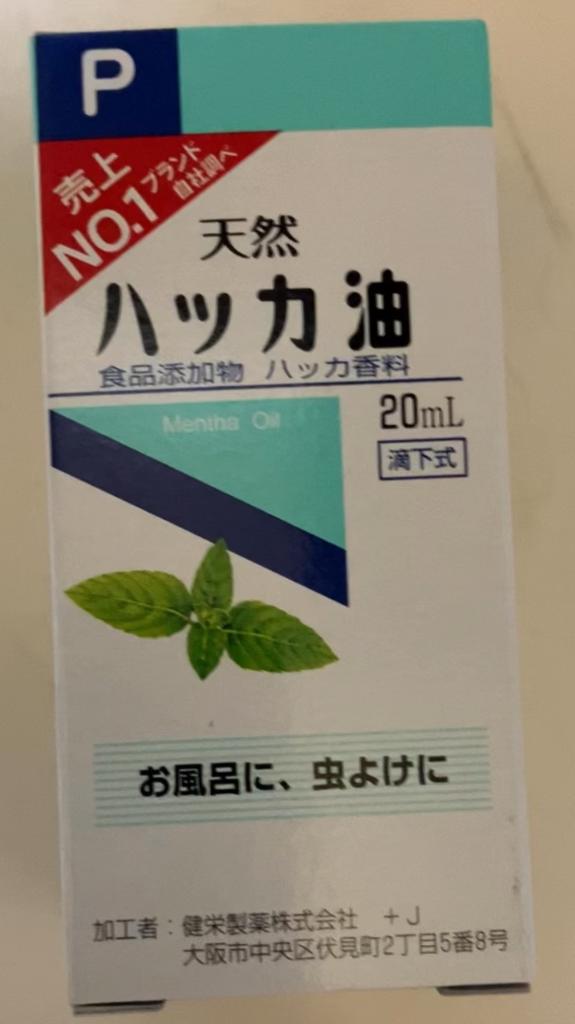 P
売上
NO.1
ブランド
自社調べ
天然
ハッカ油
食品添加物 ハッカ香料
20mL
滴下式
Mentha Oil
お風呂に、虫よけに
加工者：健栄製薬株式会社 +J
大阪市中央区伏見町2丁目5番8号